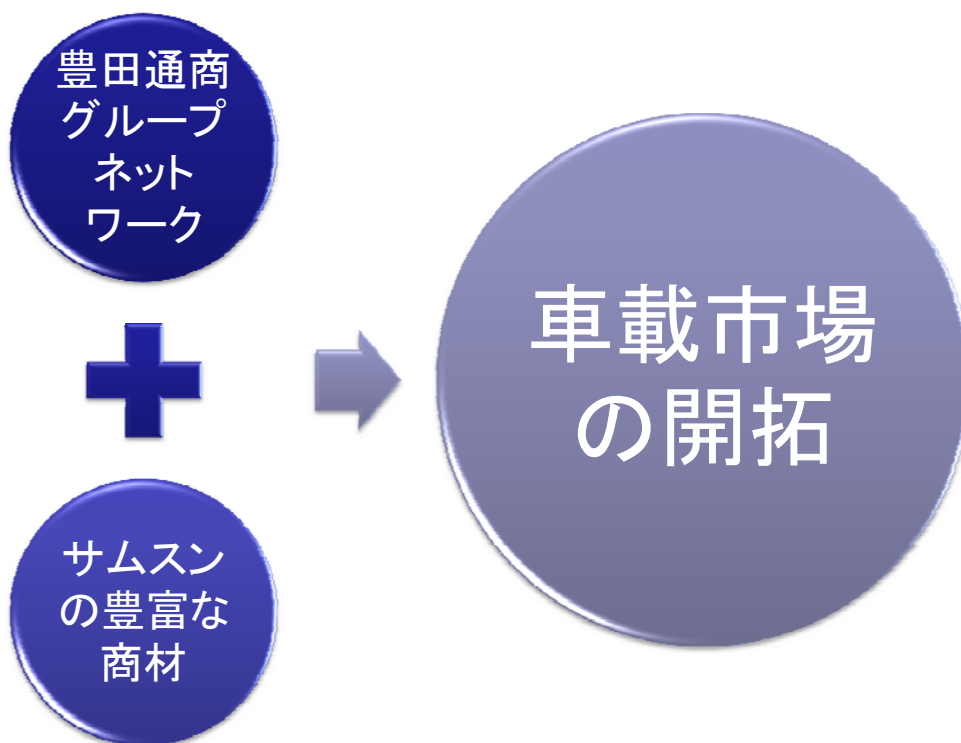 豊田通商
グループ
ネット
ワーク
サムスン
の豊富な
商材
車載市場
の開拓